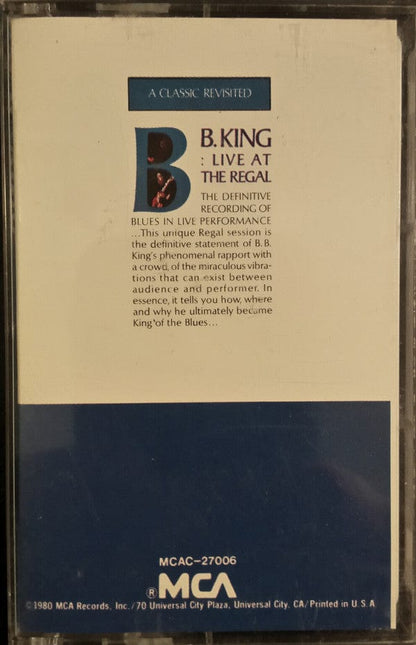 A CLASSIC REVISITED
B B. KING
: LIVE AT
THE REGAL
THE DEFINITIVE
RECORDING OF
BLUES IN LIVE PERFORMANCE
...This unique Regal session is
the definitive statement of B. B.
King's phenomenal rapport with
a crowd, of the miraculous vibra-
tions that can exist between
audience and performer. In
essence, it tells you how, where
and why he ultimately became
King of the Blues...
MCAC-27006
®MCA
©1980 MCA Records, Inc./70 Universal City Plaza, Universal City, CA/Printed in U.S.A